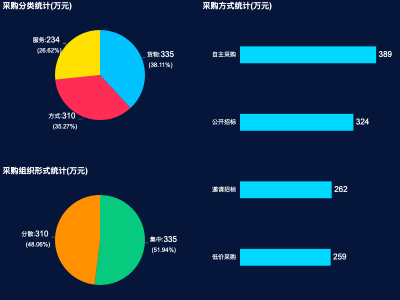 采购分类统计(万元)
服务:234
(26.62%)
货物:335
(38.11%)
方式:310
(35.27%)
采购组织形式统计(万元)
分散:310
(48.06%)
集中:335
(51.94%)
采购方式统计(万元)
自主采购 389
公开招标 324
邀请招标 262
低价采购 259